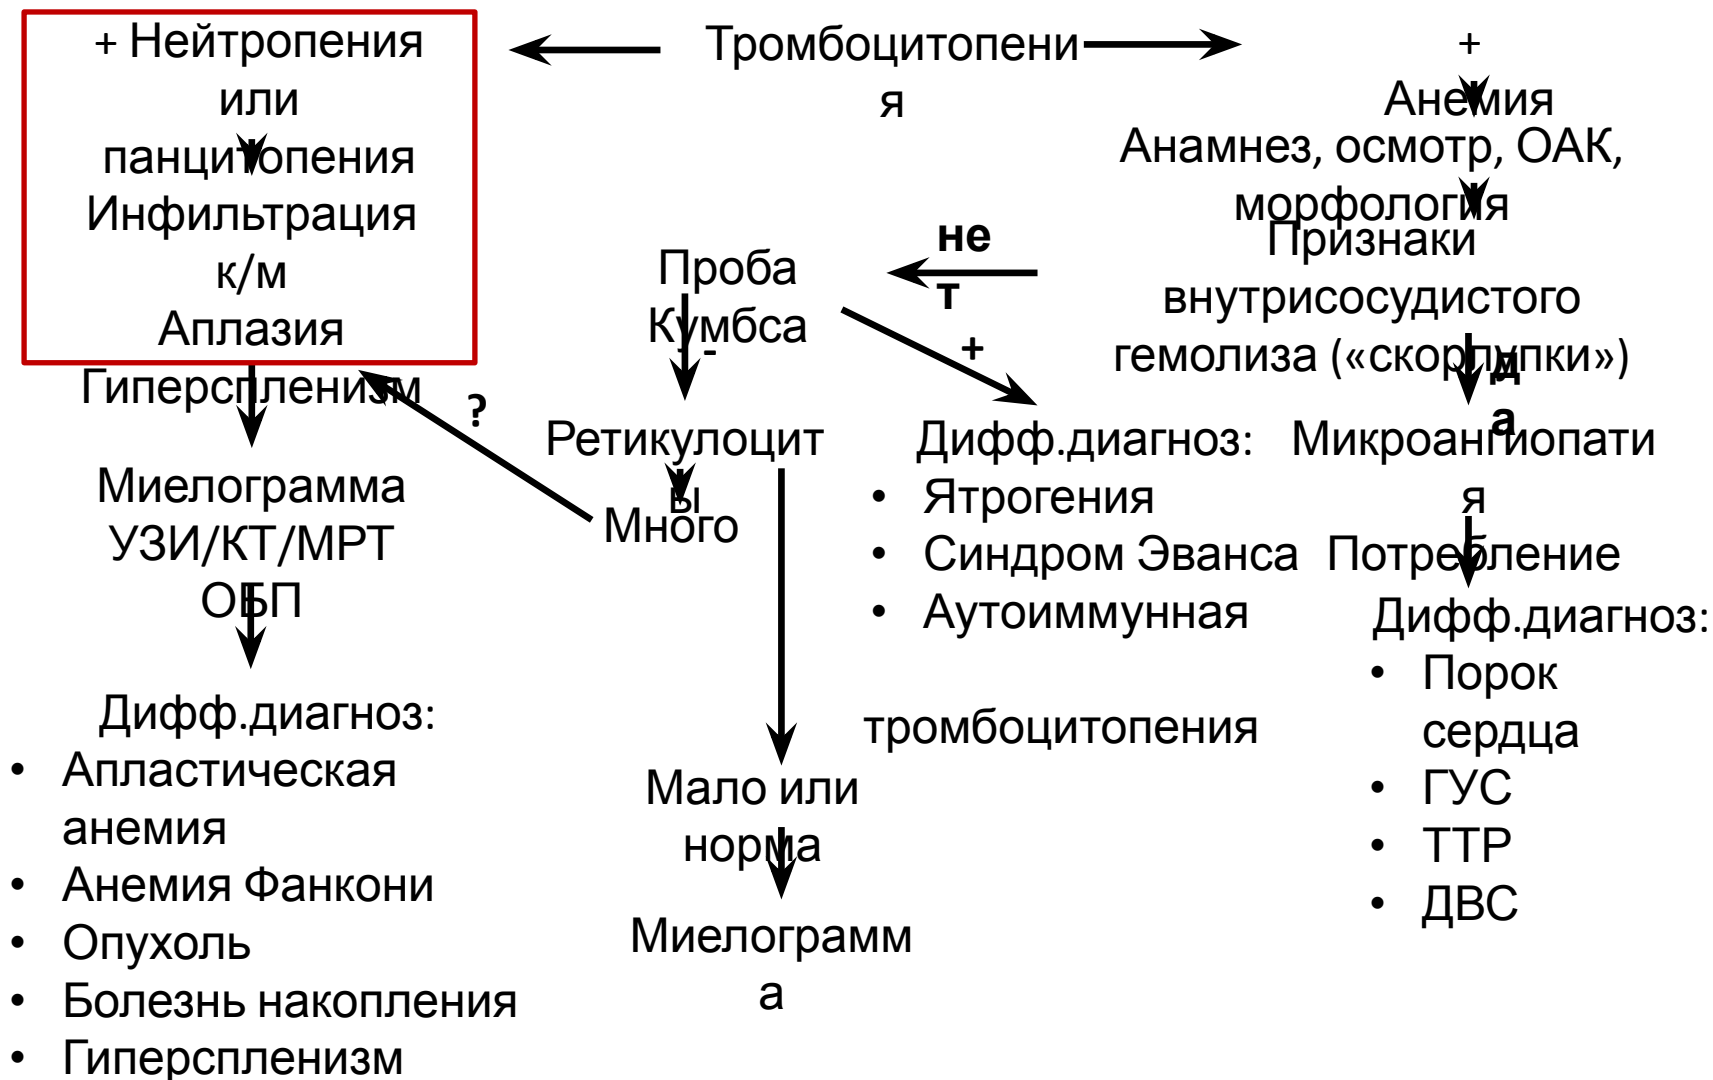 + Нейтропения
или
панцитопения
Инфильтрация
к/м
Аплазия
Гиперспленизм
Миелограмма
УЗИ/КТ/МРТ
ОБП
Дифф.диагноз:
• Апластическая
анемия
• Анемия Фанкони
• Опухоль
• Болезнь накопления
• Гиперспленизм
Тромбоцитопени
я
Проба
Кумбса
-
+
?
Ретикулоцит
ы
Много
Мало или
норма
Миелограмм
а
не
т
Дифф.диагноз:
• Ятрогения
• Синдром Эванса
• Аутоиммунная
тромбоцитопения
+
Анемия
Анамнез, осмотр, ОАК,
морфология
Признаки
внутрисосудистого
гемолиза («скорлупки»)
д
а
Микроангиопати
я
Потребление
Дифф.диагноз:
• Порок
сердца
• ГУС
• ТТР
• ДВС